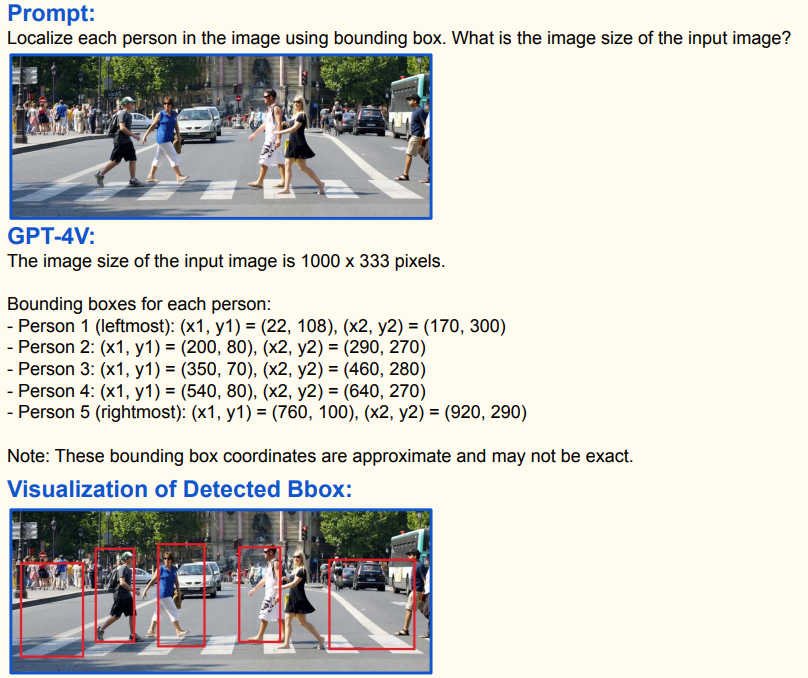 Prompt:
Localize each person in the image using bounding box. What is the image size of the input image?
GPT-4V:
The image size of the input image is 1000 x 333 pixels.
Bounding boxes for each person:
- Person 1 (leftmost): (x1, y1) = (22, 108), (x2, y2) = (170, 300)
- Person 2: (x1, y1) = (200, 80), (x2, y2) = (290, 270)
- Person 3: (x1, y1) = (350, 70), (x2, y2) = (460, 280)
- Person 4: (x1, y1) = (540, 80), (x2, y2) = (640, 270)
- Person 5 (rightmost): (x1, y1) = (760, 100), (x2, y2) = (920, 290)
Note: These bounding box coordinates are approximate and may not be exact.
Visualization of Detected Bbox: